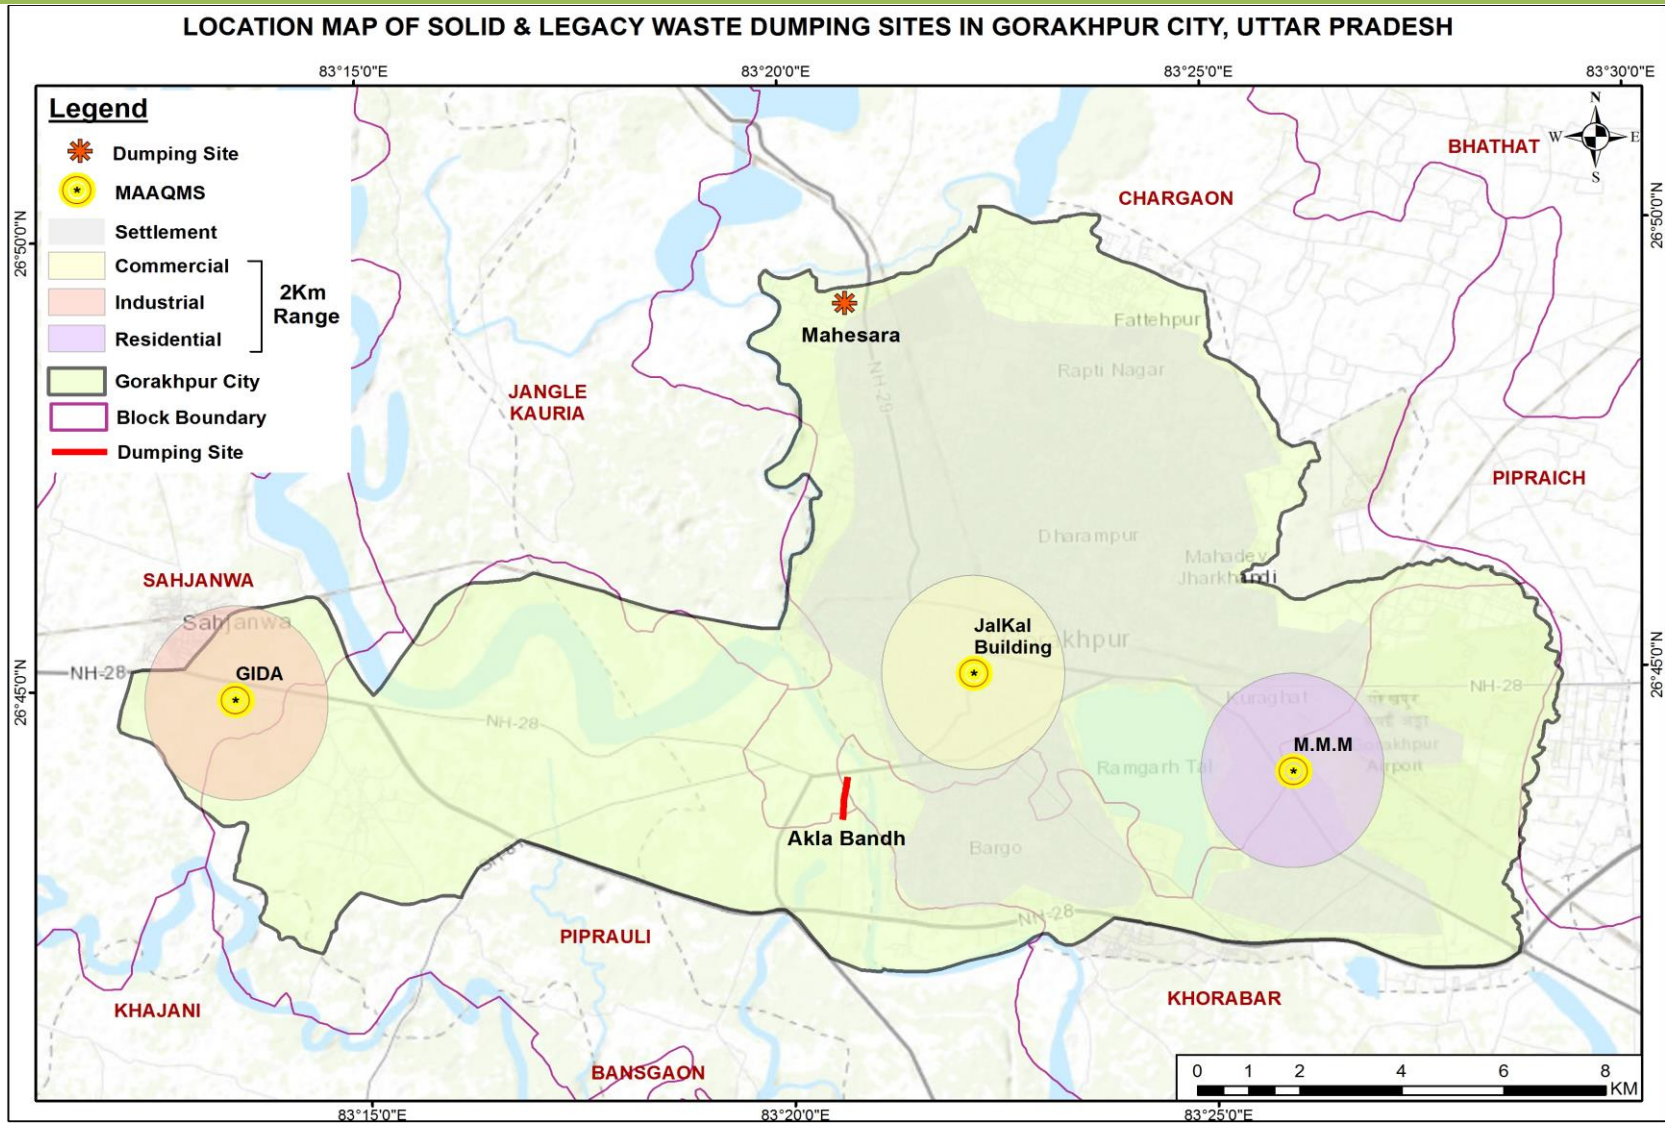 LOCATION MAP OF SOLID & LEGACY WASTE DUMPING SITES IN GORAKHPUR CITY, UTTAR PRADESH
83°15'0"E
83°20'0"E
83°25'0"E
83°30'0"E
Legend
Dumping Site
MAAQMS
Settlement
Commercial
Industrial
Residential
2Km
Range
Gorakhpur City
Block Boundary
Dumping Site
N
W
E
S
BHATHAT
CHARGAON
26°50'0"N
26°50'0"N
Mahesara
Fattehpur
Rapti Nagar
NH-29
JANGLE
KAURIA
PIPRAICH
Dharampur
Mahadev
Jharkhandi
SAHJANWA
Sahjanwa
JalKal
Building
orakhpur
NH-28
GIDA
26°45'0"N
26°45'0"N
Kuraghat
NH-28
NH-28
M.M.M
Gorakhpur
Airport
Ramgarh Tal
Akla Bandh
Bargo
NH-28
PIPRAULI
KHAJANI
KHORABAR
BANSGAON
0 1 2 4 6 8
KM
83°15'0"E
83°20'0"E
83°25'0"E